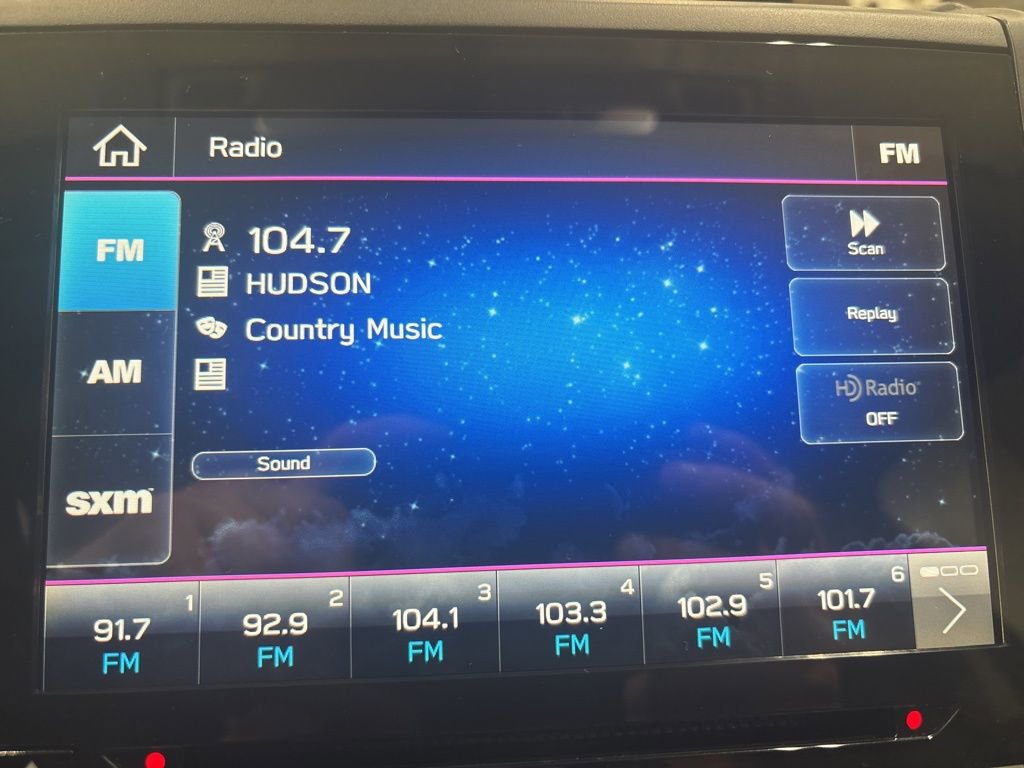 Radio
FM
FM
104.7
HUDSON
Country Music
Scan
Replay
AM
HD Radio
OFF
Sound
sxm
1
91.7
FM
2
92.9
FM
3
104.1
FM
4
103.3
FM
5
102.9
FM
6
101.7
FM